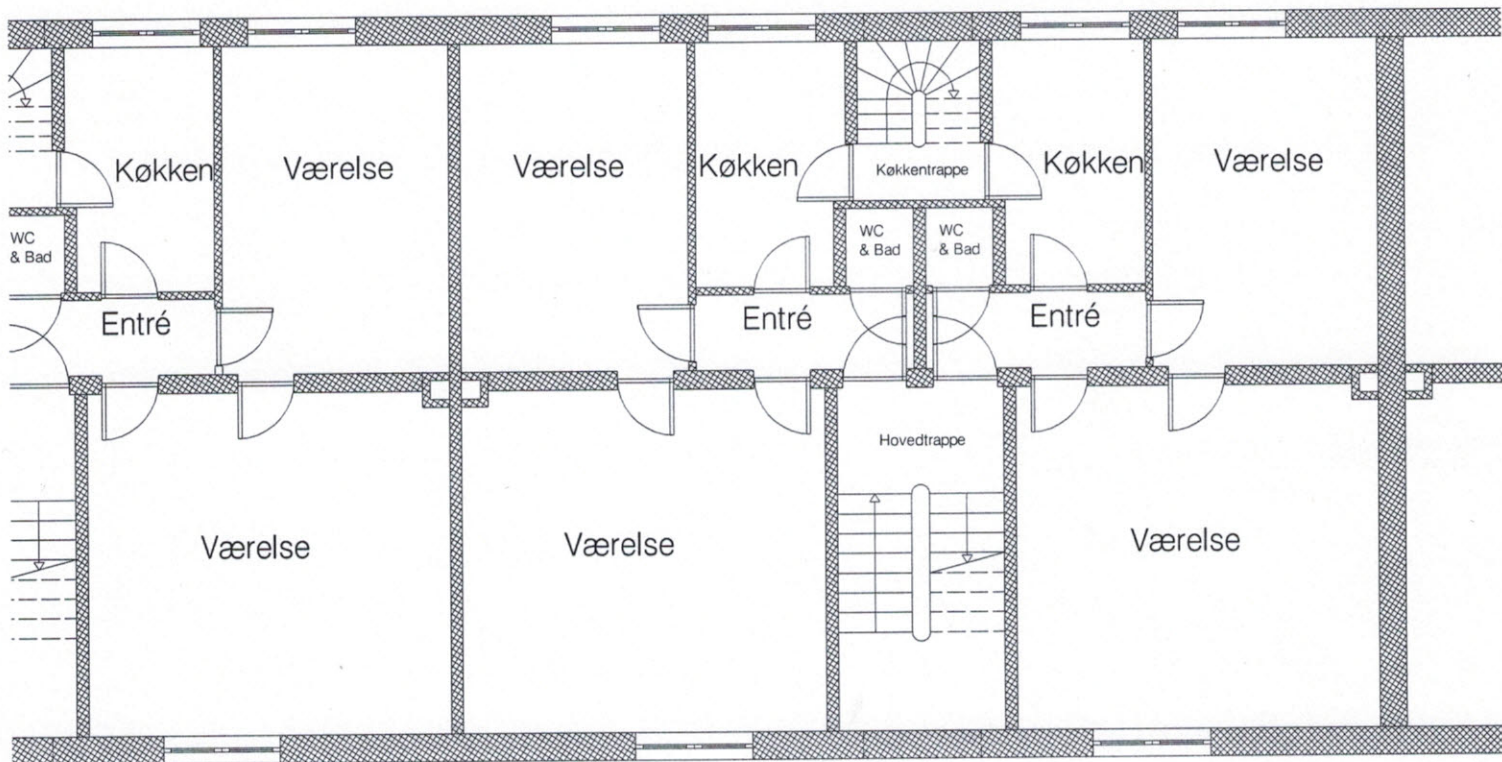 Køkken
Værelse
Værelse
Køkken
Køkkentrappe
Køkken
Værelse
WC
& Bad
WC
& Bad
WC
& Bad
Entré
Entré
Entré
Hovedtrappe
Værelse
Værelse
Værelse